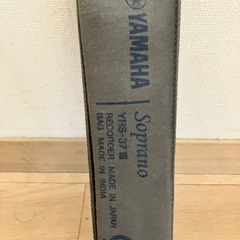 YAMAHA
Soprano
YRS-37III
RECORDER MADE IN JAPAN
BAG: MADE IN INDIA